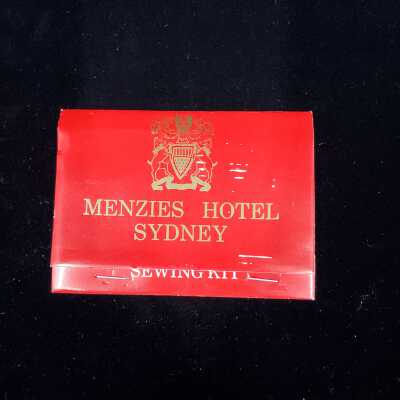 MENZIES HOTEL
SYDNEY
SEWING KIT